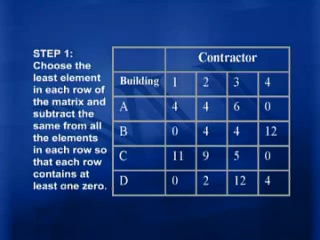 STEP 1:
Choose the
least element
in each row of
the matrix and
subtract the
same from all
the elements
in each row so
that each row
contains at
least one zero.
Contractor
Building 1 2 3 4
A 4 4 6 0
B 0 4 4 12
C 11 9 5 0
D 0 2 12 4